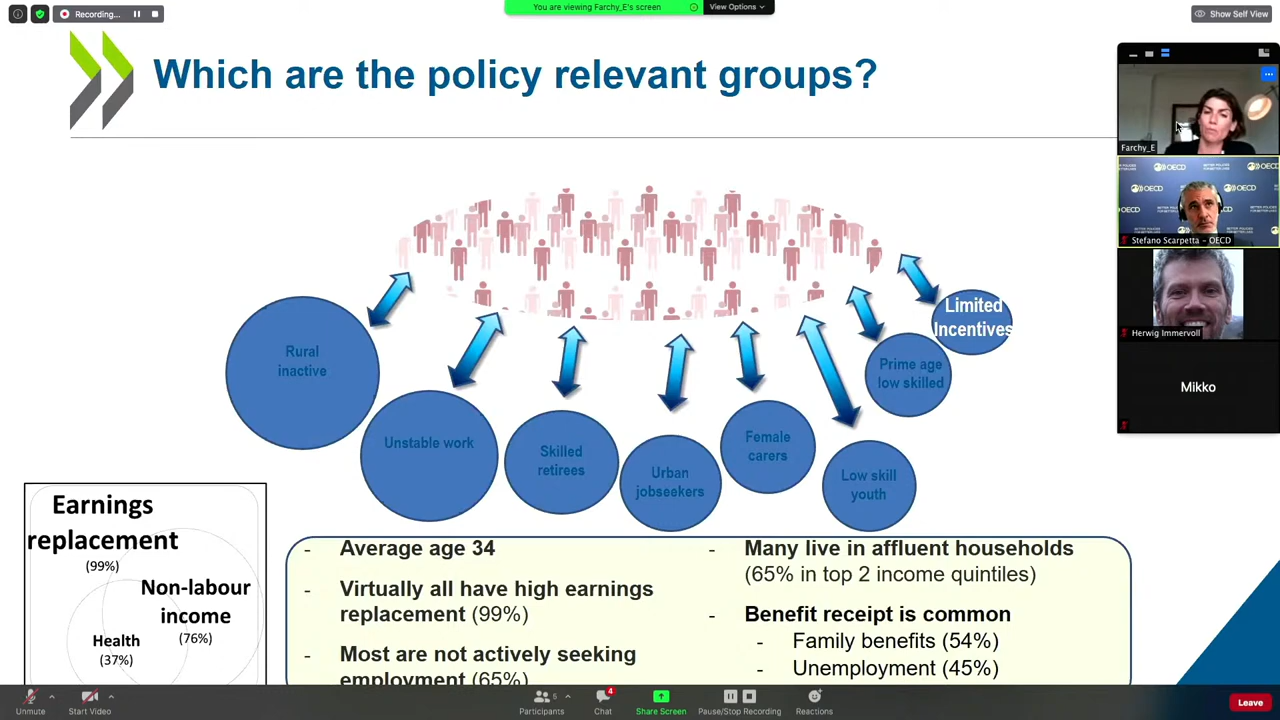 Recording...
You are viewing Farchy_E's screen
View Options
Show Self View
Which are the policy relevant groups?
Farchy_E
OECD
OECD
OECD
Stefano Scarpetta - OECD
Herwig Immervoll
Mikko
Limited
Incentives
Rural
inactive
Prime age
low skilled
Unstable work
Skilled
retirees
Urban
jobseekers
Female
carers
Low skill
youth
Earnings
replacement
(99%)
Non-labour
income
(76%)
Health
(37%)
- Average age 34
- Virtually all have high earnings
replacement (99%)
- Most are not actively seeking
employment (65%)
- Many live in affluent households
(65% in top 2 income quintiles)
- Benefit receipt is common
- Family benefits (54%)
- Unemployment (45%)
Unmute
Start Video
5
Participants
4
Chat
Share Screen
Pause/Stop Recording
Reactions
Leave